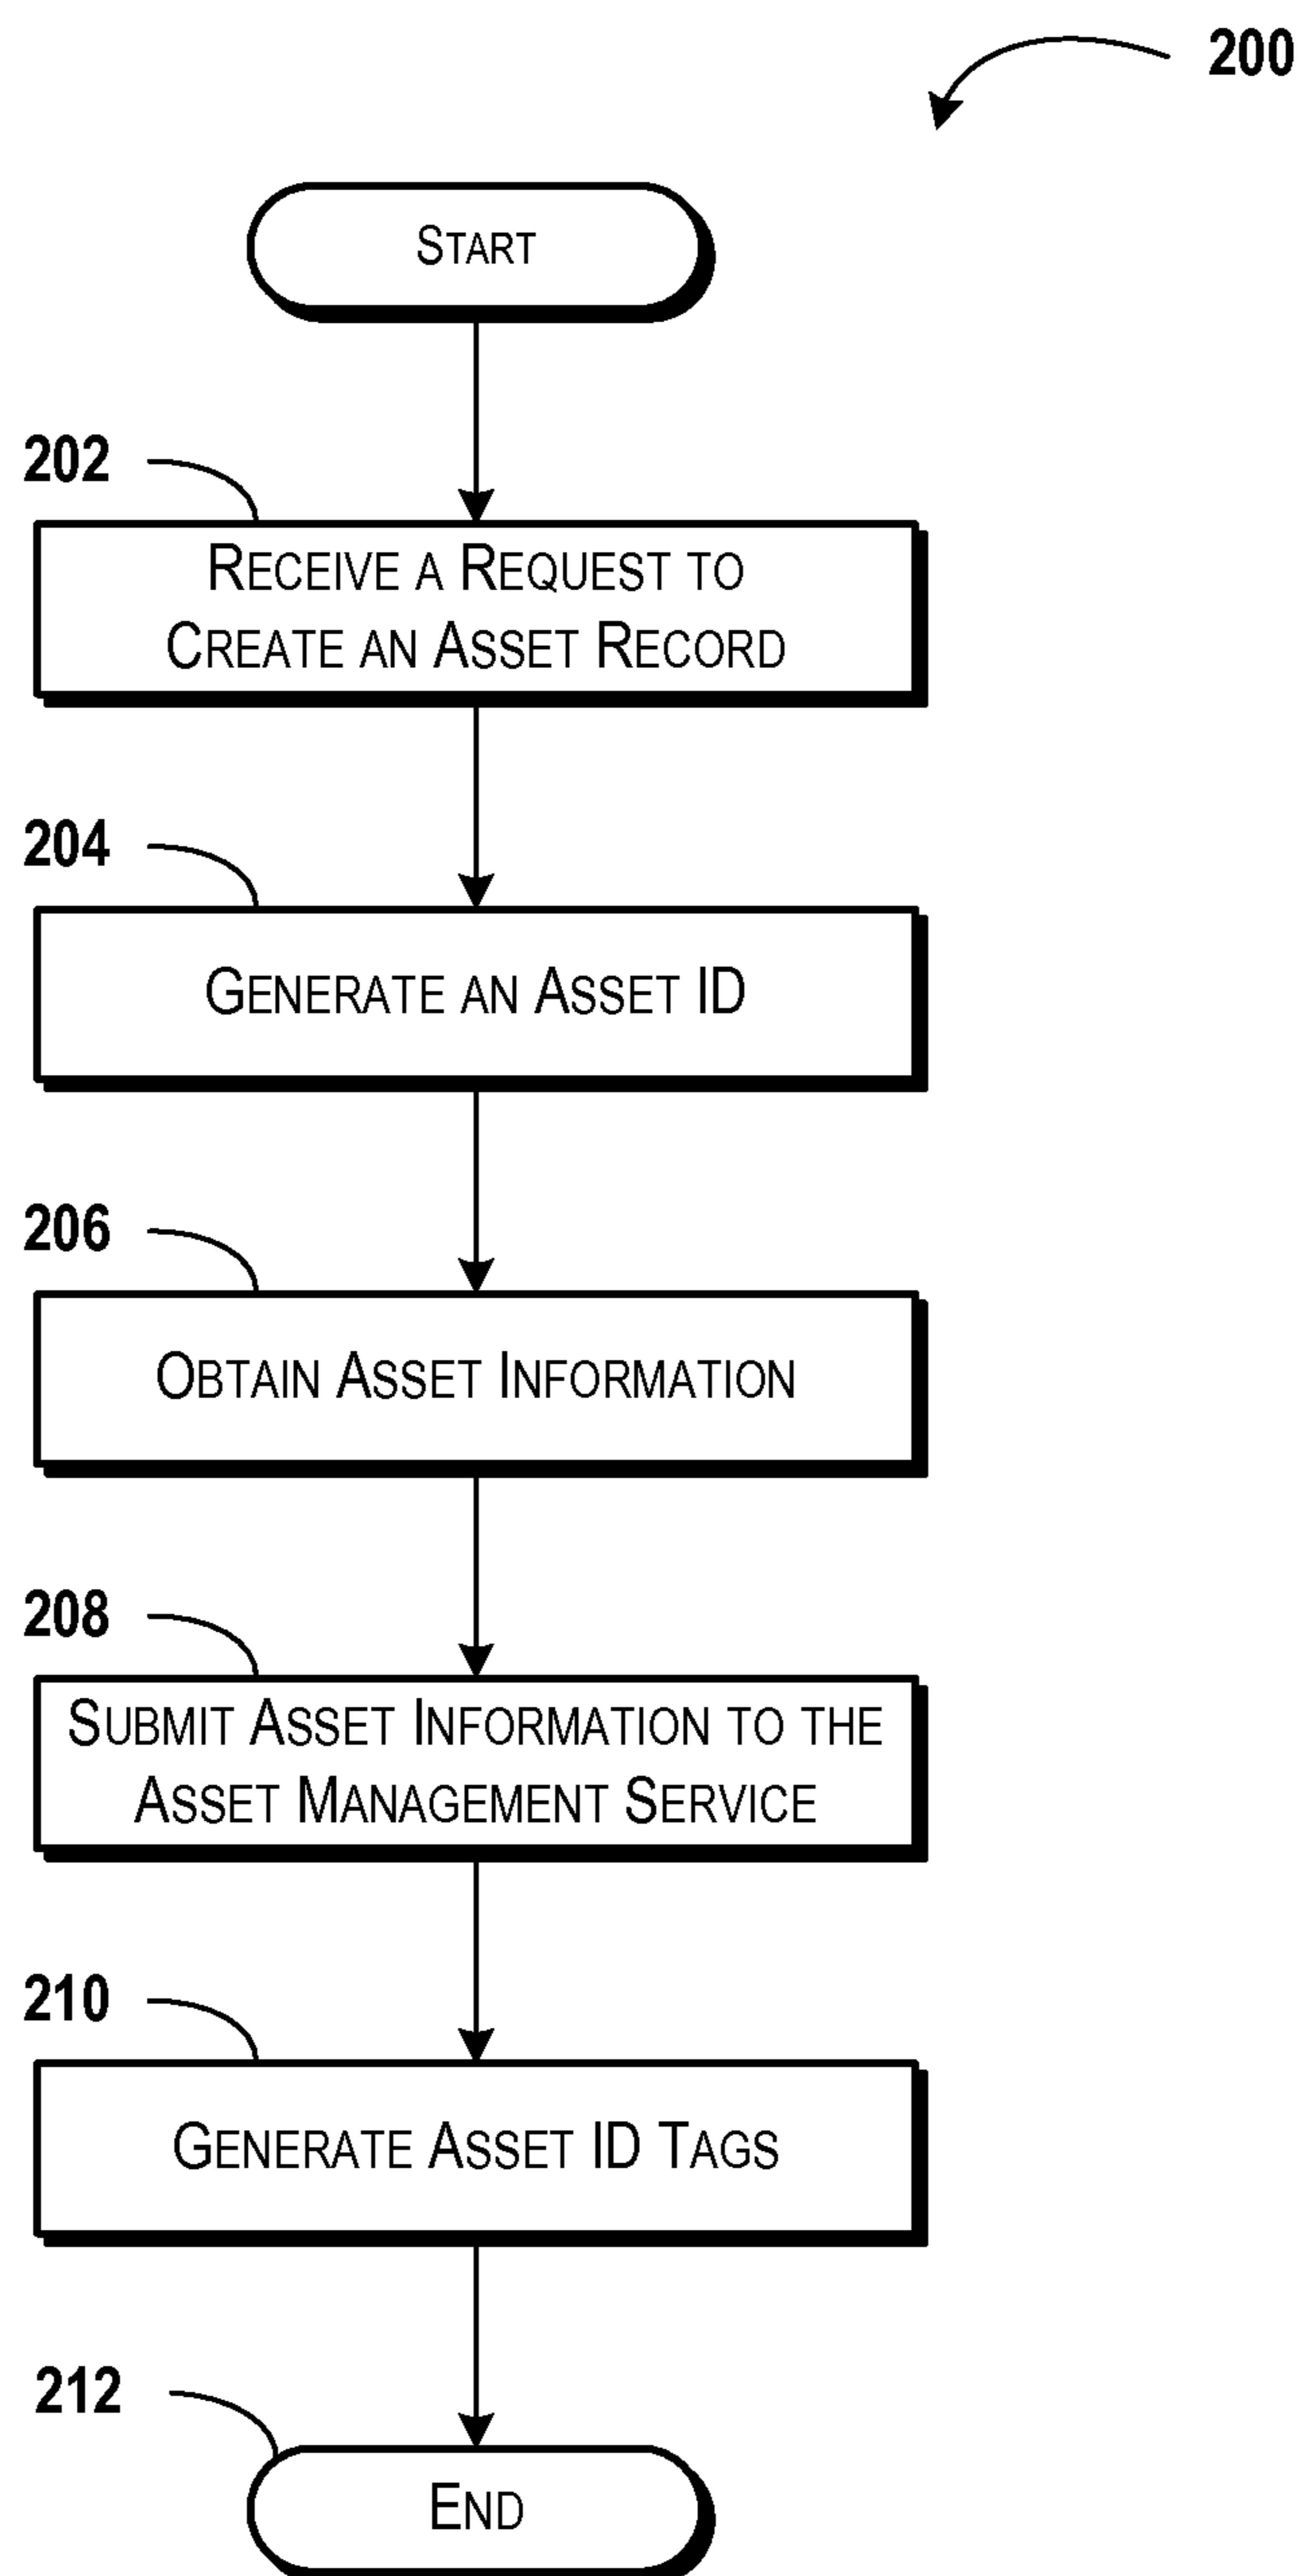 200
START
202
RECEIVE A REQUEST TO
CREATE AN ASSET RECORD
204
GENERATE AN ASSET ID
206
OBTAIN ASSET INFORMATION
208
SUBMIT ASSET INFORMATION TO THE
ASSET MANAGEMENT SERVICE
210
GENERATE ASSET ID TAGS
212
END